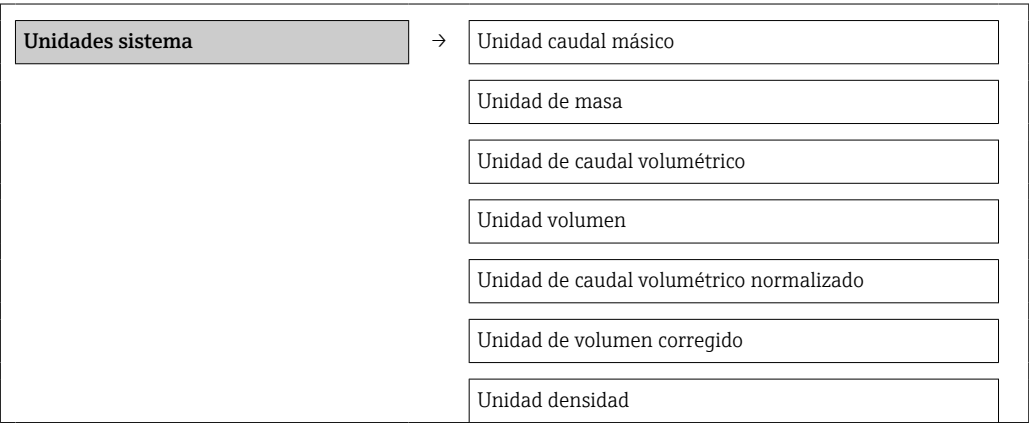 Unidades sistema → Unidad caudal másico
Unidad de masa
Unidad de caudal volumétrico
Unidad volumen
Unidad de caudal volumétrico normalizado
Unidad de volumen corregido
Unidad densidad